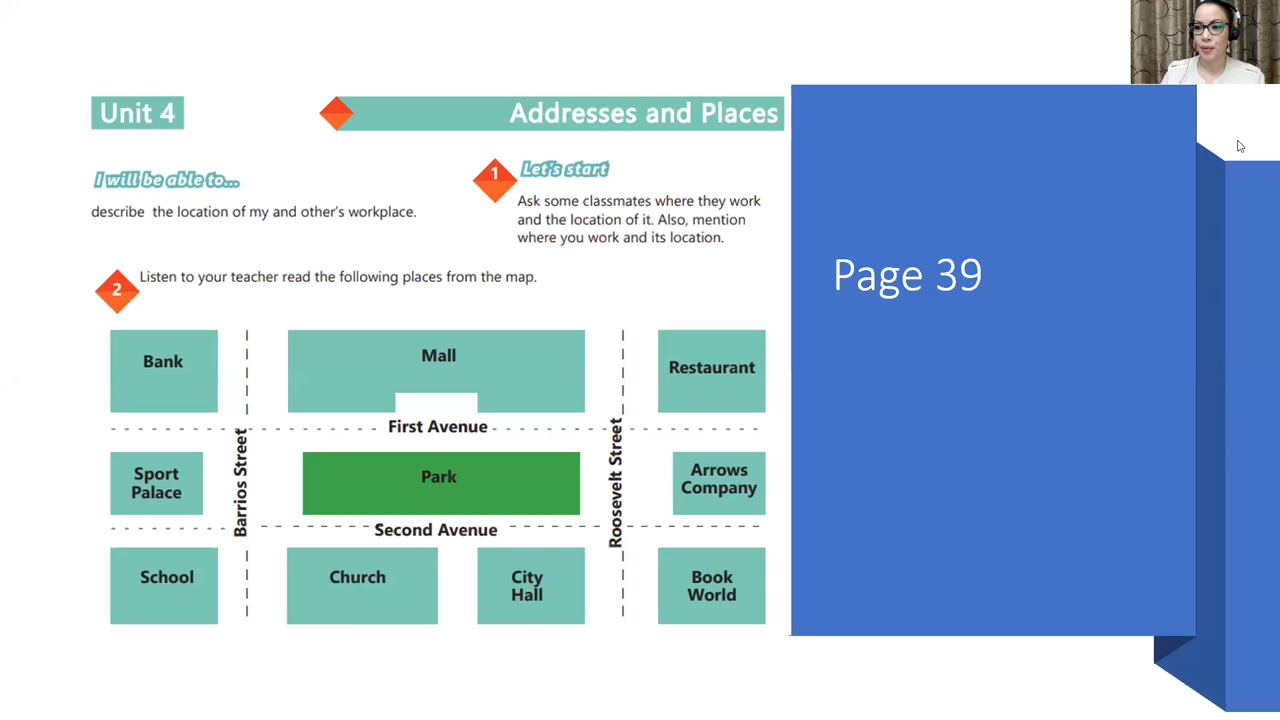 Unit 4
Addresses and Places
I will be able to...
describe the location of my and other's workplace.
1
Let's start
Ask some classmates where they work
and the location of it. Also, mention
where you work and its location.
2
Listen to your teacher read the following places from the map.
Bank
Mall
Restaurant
First Avenue
Sport
Palace
Barrios Street
Park
Roosevelt Street
Arrows
Company
Second Avenue
School
Church
City
Hall
Book
World
Page 39